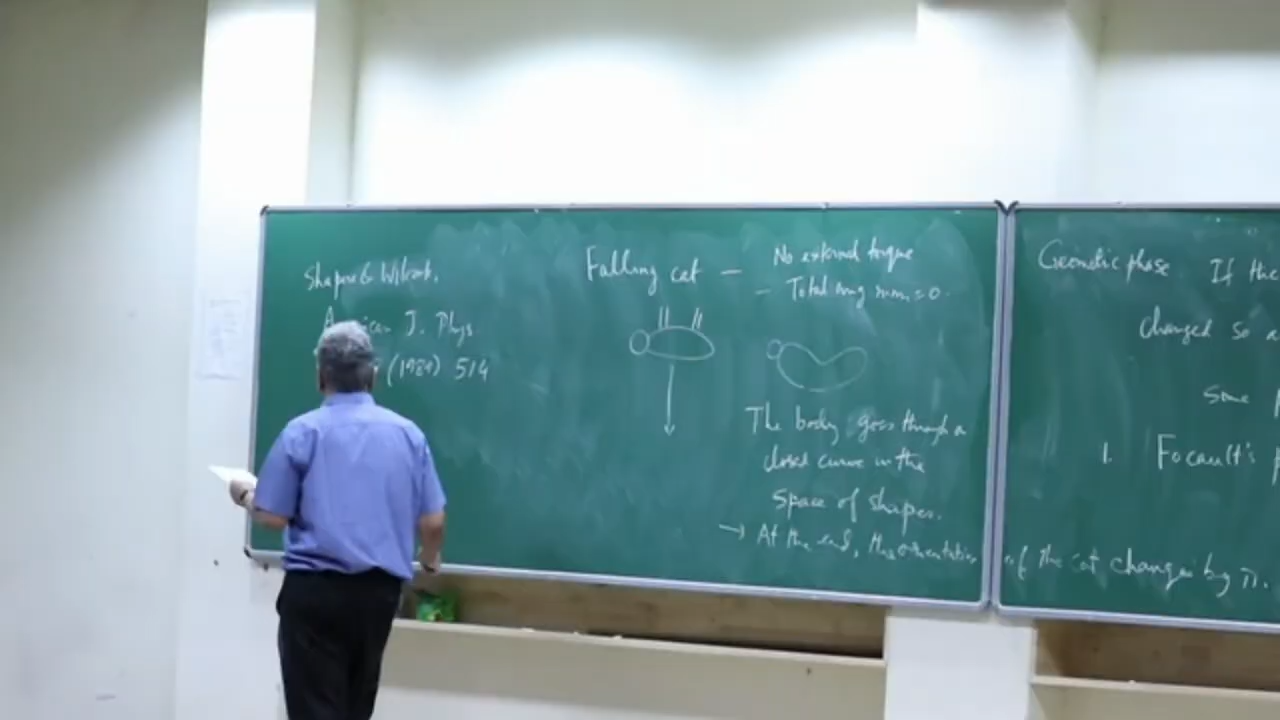 Shapere & Wilczek.
J. Phys.
(1989) 514
Falling cat — No external torque
– Total ang mom = 0.
The body goes through a
closed curve in the
space of shapes.
→ At the end, the orientation of the cat changes by π.
Geometric phase If the
changed so a
some
1. Focault's